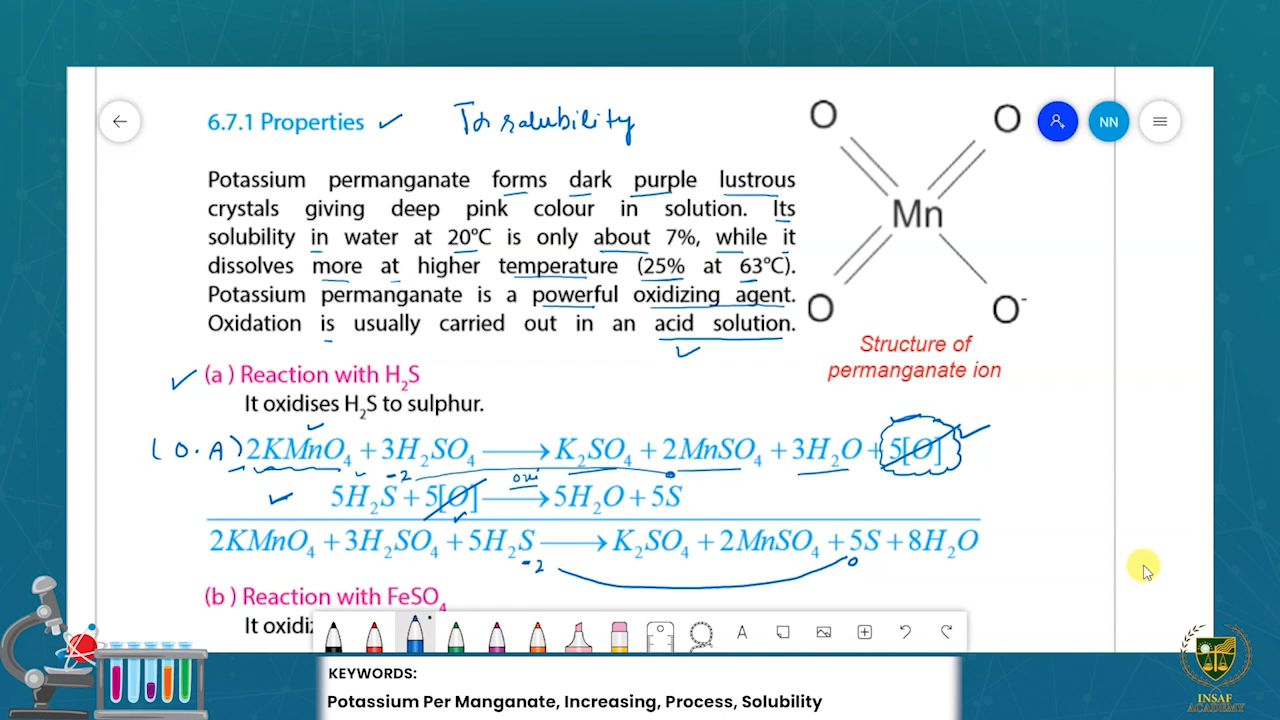 6.7.1 Properties ✓ T ∝ solubility
NN
Potassium permanganate forms dark purple lustrous
crystals giving deep pink colour in solution. Its
solubility in water at 20°C is only about 7%, while it
dissolves more at higher temperature (25% at 63°C).
Potassium permanganate is a powerful oxidizing agent.
Oxidation is usually carried out in an acid solution.
O O
Mn
O O⁻
Structure of
permanganate ion
(a) Reaction with H₂S
It oxidises H₂S to sulphur.
(O.A) 2KMnO₄ + 3H₂SO₄ ⟶ K₂SO₄ + 2MnSO₄ + 3H₂O + 5[O]
-2 oxi 0
5H₂S + 5[O] ⟶ 5H₂O + 5S
2KMnO₄ + 3H₂SO₄ + 5H₂S ⟶ K₂SO₄ + 2MnSO₄ + 5S + 8H₂O
-2 0
(b) Reaction with FeSO₄
It oxidi
A
KEYWORDS:
Potassium Per Manganate, Increasing, Process, Solubility
INSAF
ACADEMY